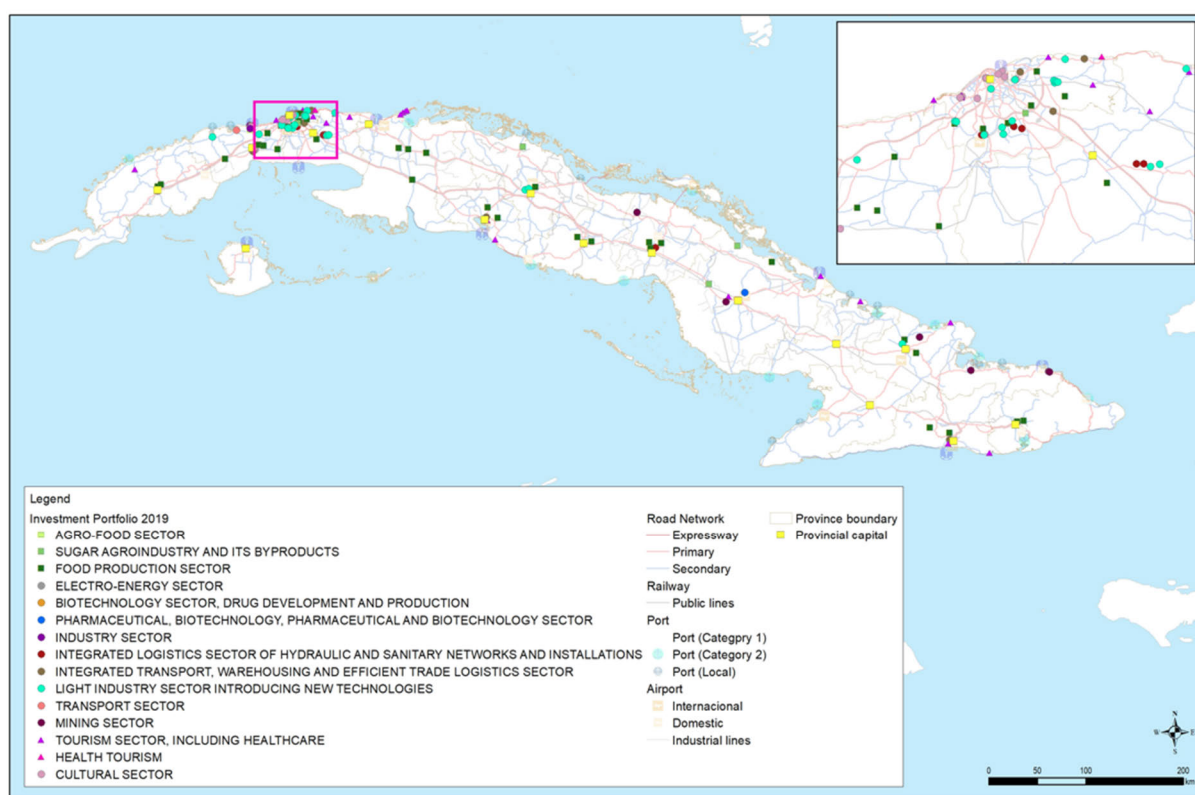 Legend
Investment Portfolio 2019
AGRO-FOOD SECTOR
SUGAR AGROINDUSTRY AND ITS BYPRODUCTS
FOOD PRODUCTION SECTOR
ELECTRO-ENERGY SECTOR
BIOTECHNOLOGY SECTOR, DRUG DEVELOPMENT AND PRODUCTION
PHARMACEUTICAL, BIOTECHNOLOGY, PHARMACEUTICAL AND BIOTECHNOLOGY SECTOR
INDUSTRY SECTOR
INTEGRATED LOGISTICS SECTOR OF HYDRAULIC AND SANITARY NETWORKS AND INSTALLATIONS
INTEGRATED TRANSPORT, WAREHOUSING AND EFFICIENT TRADE LOGISTICS SECTOR
LIGHT INDUSTRY SECTOR INTRODUCING NEW TECHNOLOGIES
TRANSPORT SECTOR
MINING SECTOR
TOURISM SECTOR, INCLUDING HEALTHCARE
HEALTH TOURISM
CULTURAL SECTOR
Road Network
Expressway
Primary
Secondary
Railway
Public lines
Port
Port (Categpry 1)
Port (Category 2)
Port (Local)
Airport
Internacional
Domestic
Industrial lines
Province boundary
Provincial capital
N
W E
S
0 50 100 200
km